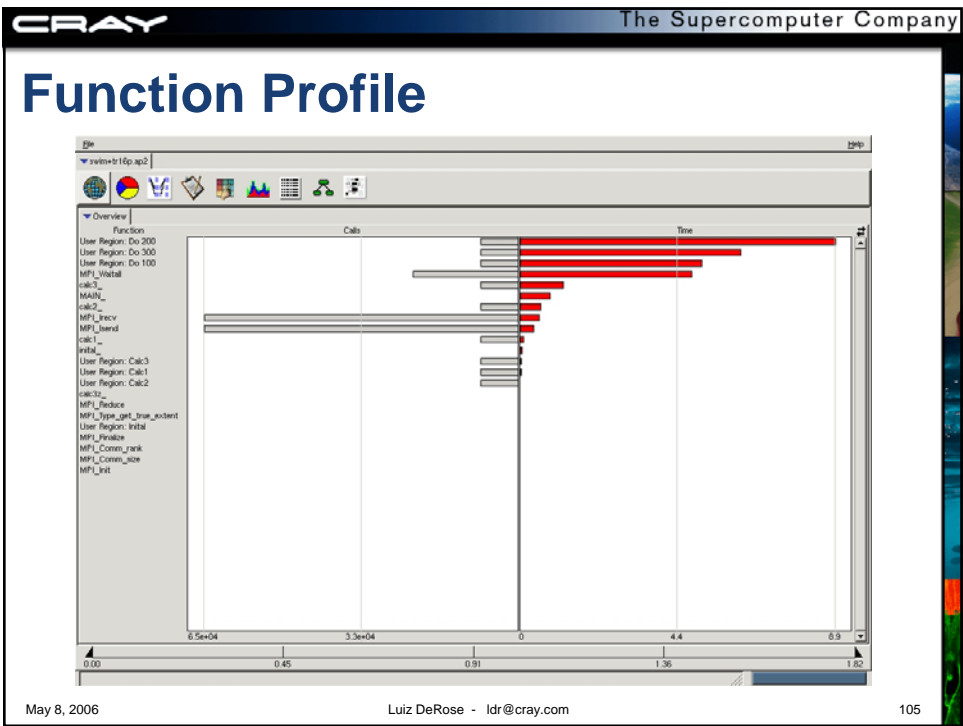 CRAY
The Supercomputer Company
Function Profile
File
Help
swim+tr16p.ap2
Overview
Function
Calls
Time
User Region: Do 200
User Region: Do 300
User Region: Do 100
MPI_Waitall
calc3_
MAIN_
calc2_
MPI_Irecv
MPI_Isend
calc1_
inital_
User Region: Calc3
User Region: Calc1
User Region: Calc2
calc3z_
MPI_Reduce
MPI_Type_get_true_extent
User Region: Inital
MPI_Finalize
MPI_Comm_rank
MPI_Comm_size
MPI_Init
6.5e+04
3.3e+04
0
4.4
8.9
0.00
0.45
0.91
1.36
1.82
May 8, 2006
Luiz DeRose - ldr@cray.com
105